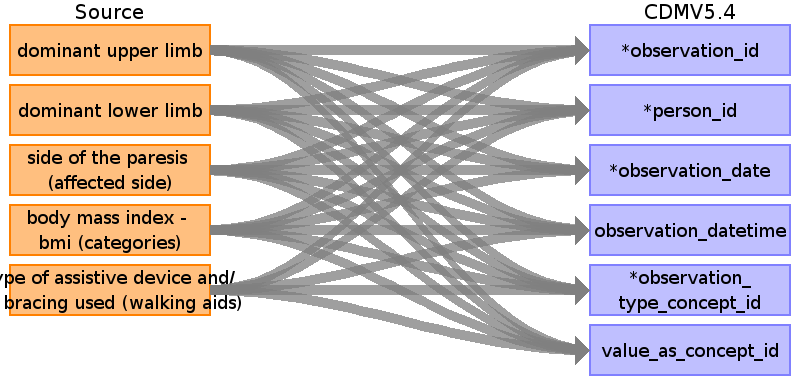 Source
CDMV5.4
dominant upper limb
*observation_id
dominant lower limb
*person_id
side of the paresis
(affected side)
*observation_date
body mass index -
bmi (categories)
observation_datetime
ype of assistive device and/
bracing used (walking aids)
*observation_
type_concept_id
value_as_concept_id